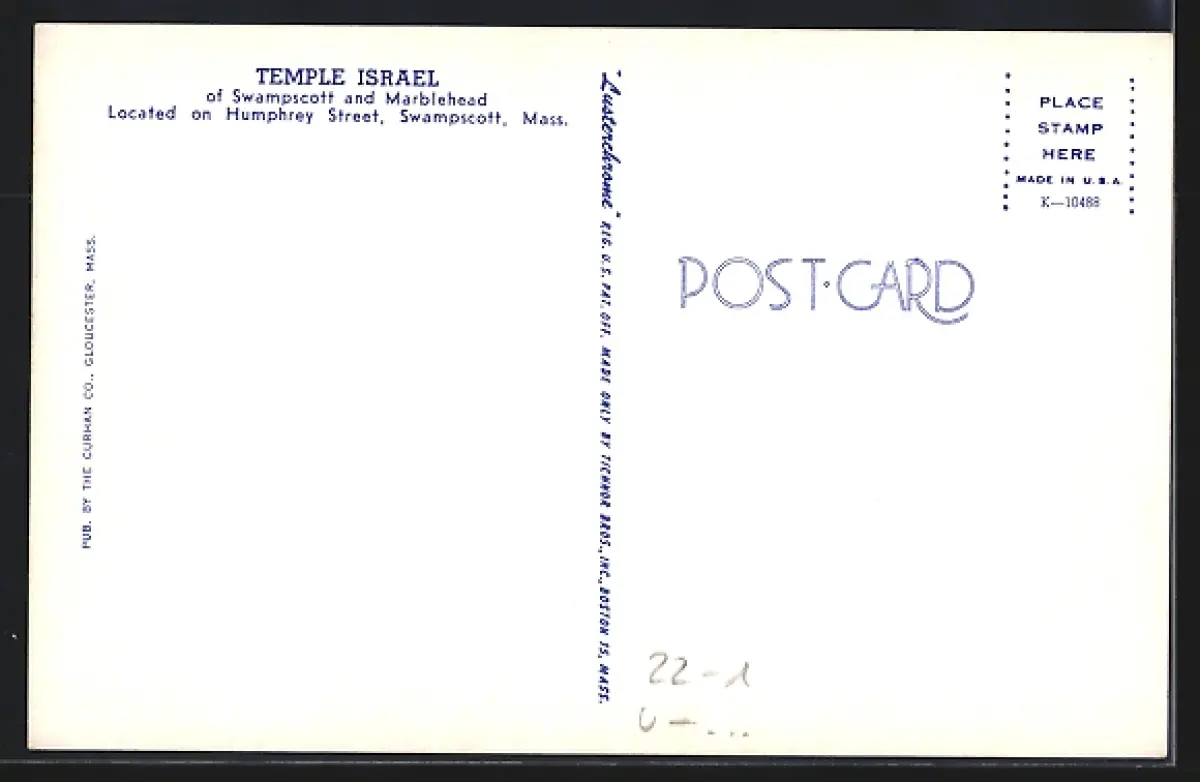 TEMPLE ISRAEL
of Swampscott and Marblehead
Located on Humphrey Street, Swampscott, Mass.
PUB. BY THE CURHAN CO., GLOUCESTER, MASS.
"Lusterchrome" REG. U.S. PAT. OFF. MADE ONLY BY TICHNOR BROS., INC., BOSTON 15, MASS.
PLACE
STAMP
HERE
MADE IN U.S.A.
K—10488
POST·CARD
22-1